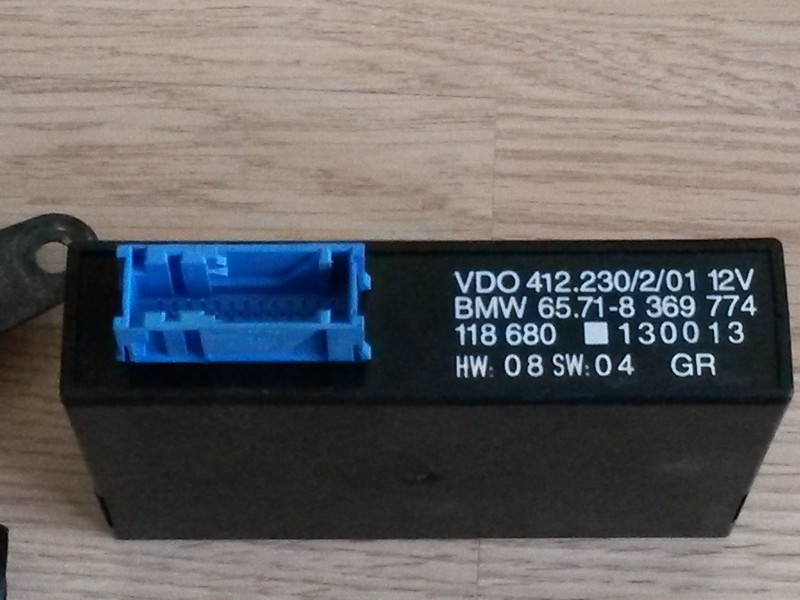 VDO 412.230/2/01 12V
BMW 65.71-8 369 774
118 680 130013
HW: 08 SW: 04 GR